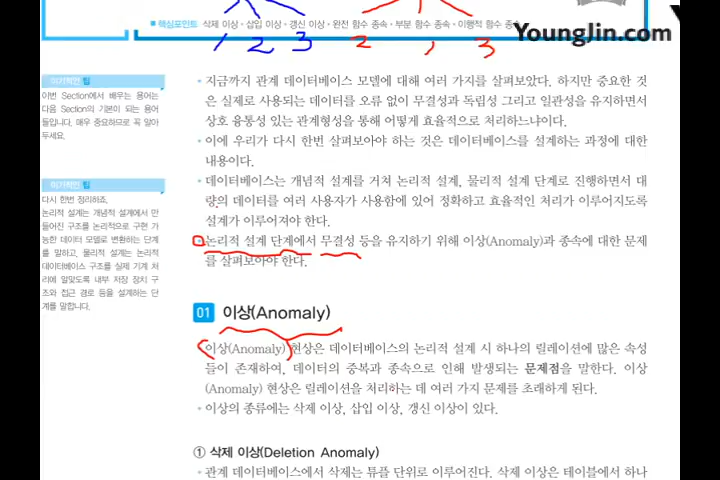 ■ 핵심포인트 삭제 이상 • 삽입 이상 • 갱신 이상 • 완전 함수 종속 • 부분 함수 종속 • 이행적 함수 종속
1 2 3 2 1 3
YoungJin.com
이기적인 팁
이번 Section에서 배우는 용어는
다음 Section의 기본이 되는 용어
들입니다. 매우 중요하므로 꼭 알아
두세요.
이기적인 팁
다시 한번 정리하죠.
논리적 설계는 개념적 설계에서 만
들어진 구조를 논리적으로 구현 가
능한 데이터 모델로 변환하는 단계
를 말하고, 물리적 설계는 논리적
데이터베이스 구조를 실제 기계 처
리에 알맞도록 내부 저장 장치 구
조와 접근 경로 등을 설계하는 단
계를 말합니다.
• 지금까지 관계 데이터베이스 모델에 대해 여러 가지를 살펴보았다. 하지만 중요한 것
은 실제로 사용되는 데이터를 오류 없이 무결성과 독립성 그리고 일관성을 유지하면서
상호 융통성 있는 관계형성을 통해 어떻게 효율적으로 처리하느냐이다.
• 이에 우리가 다시 한번 살펴보아야 하는 것은 데이터베이스를 설계하는 과정에 대한
내용이다.
• 데이터베이스는 개념적 설계를 거쳐 논리적 설계, 물리적 설계 단계로 진행하면서 대
량의 데이터를 여러 사용자가 사용함에 있어 정확하고 효율적인 처리가 이루어지도록
설계가 이루어져야 한다.
• 논리적 설계 단계에서 무결성 등을 유지하기 위해 이상(Anomaly)과 종속에 대한 문제
를 살펴보아야 한다.
01 이상(Anomaly)
• 이상(Anomaly) 현상은 데이터베이스의 논리적 설계 시 하나의 릴레이션에 많은 속성
들이 존재하여, 데이터의 중복과 종속으로 인해 발생되는 문제점을 말한다. 이상
(Anomaly) 현상은 릴레이션을 처리하는 데 여러 가지 문제를 초래하게 된다.
• 이상의 종류에는 삭제 이상, 삽입 이상, 갱신 이상이 있다.
① 삭제 이상(Deletion Anomaly)
• 관계 데이터베이스에서 삭제는 튜플 단위로 이루어진다. 삭제 이상은 테이블에서 하나